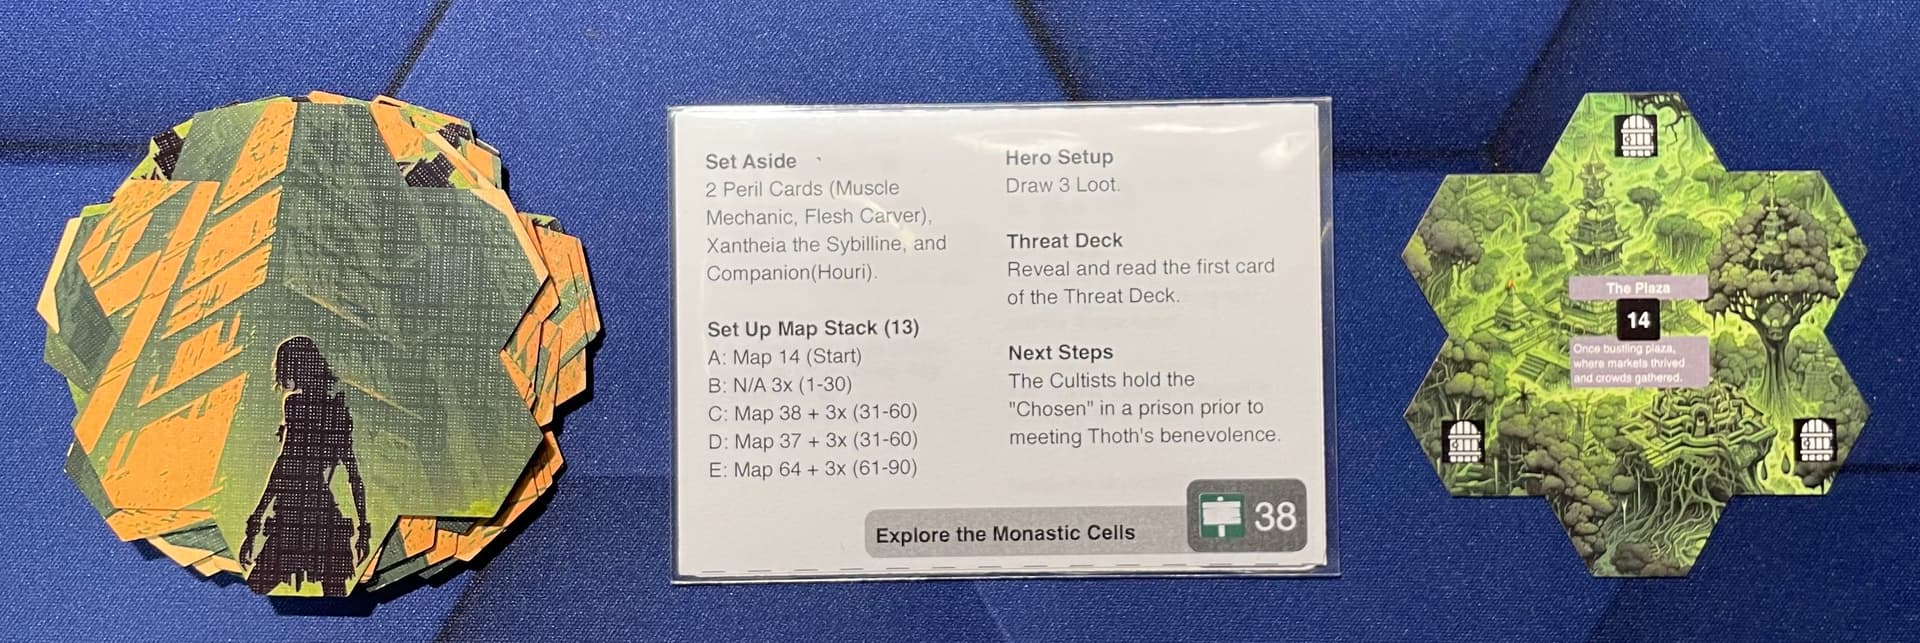 Set Aside
2 Peril Cards (Muscle
Mechanic, Flesh Carver),
Xantheia the Sybilline, and
Companion(Houri).
Set Up Map Stack (13)
A: Map 14 (Start)
B: N/A 3x (1-30)
C: Map 38 + 3x (31-60)
D: Map 37 + 3x (31-60)
E: Map 64 + 3x (61-90)
Hero Setup
Draw 3 Loot.
Threat Deck
Reveal and read the first card
of the Threat Deck.
Next Steps
The Cultists hold the
"Chosen" in a prison prior to
meeting Thoth's benevolence.
Explore the Monastic Cells
38
The Plaza
14
Once bustling plaza,
where markets thrived
and crowds gathered.